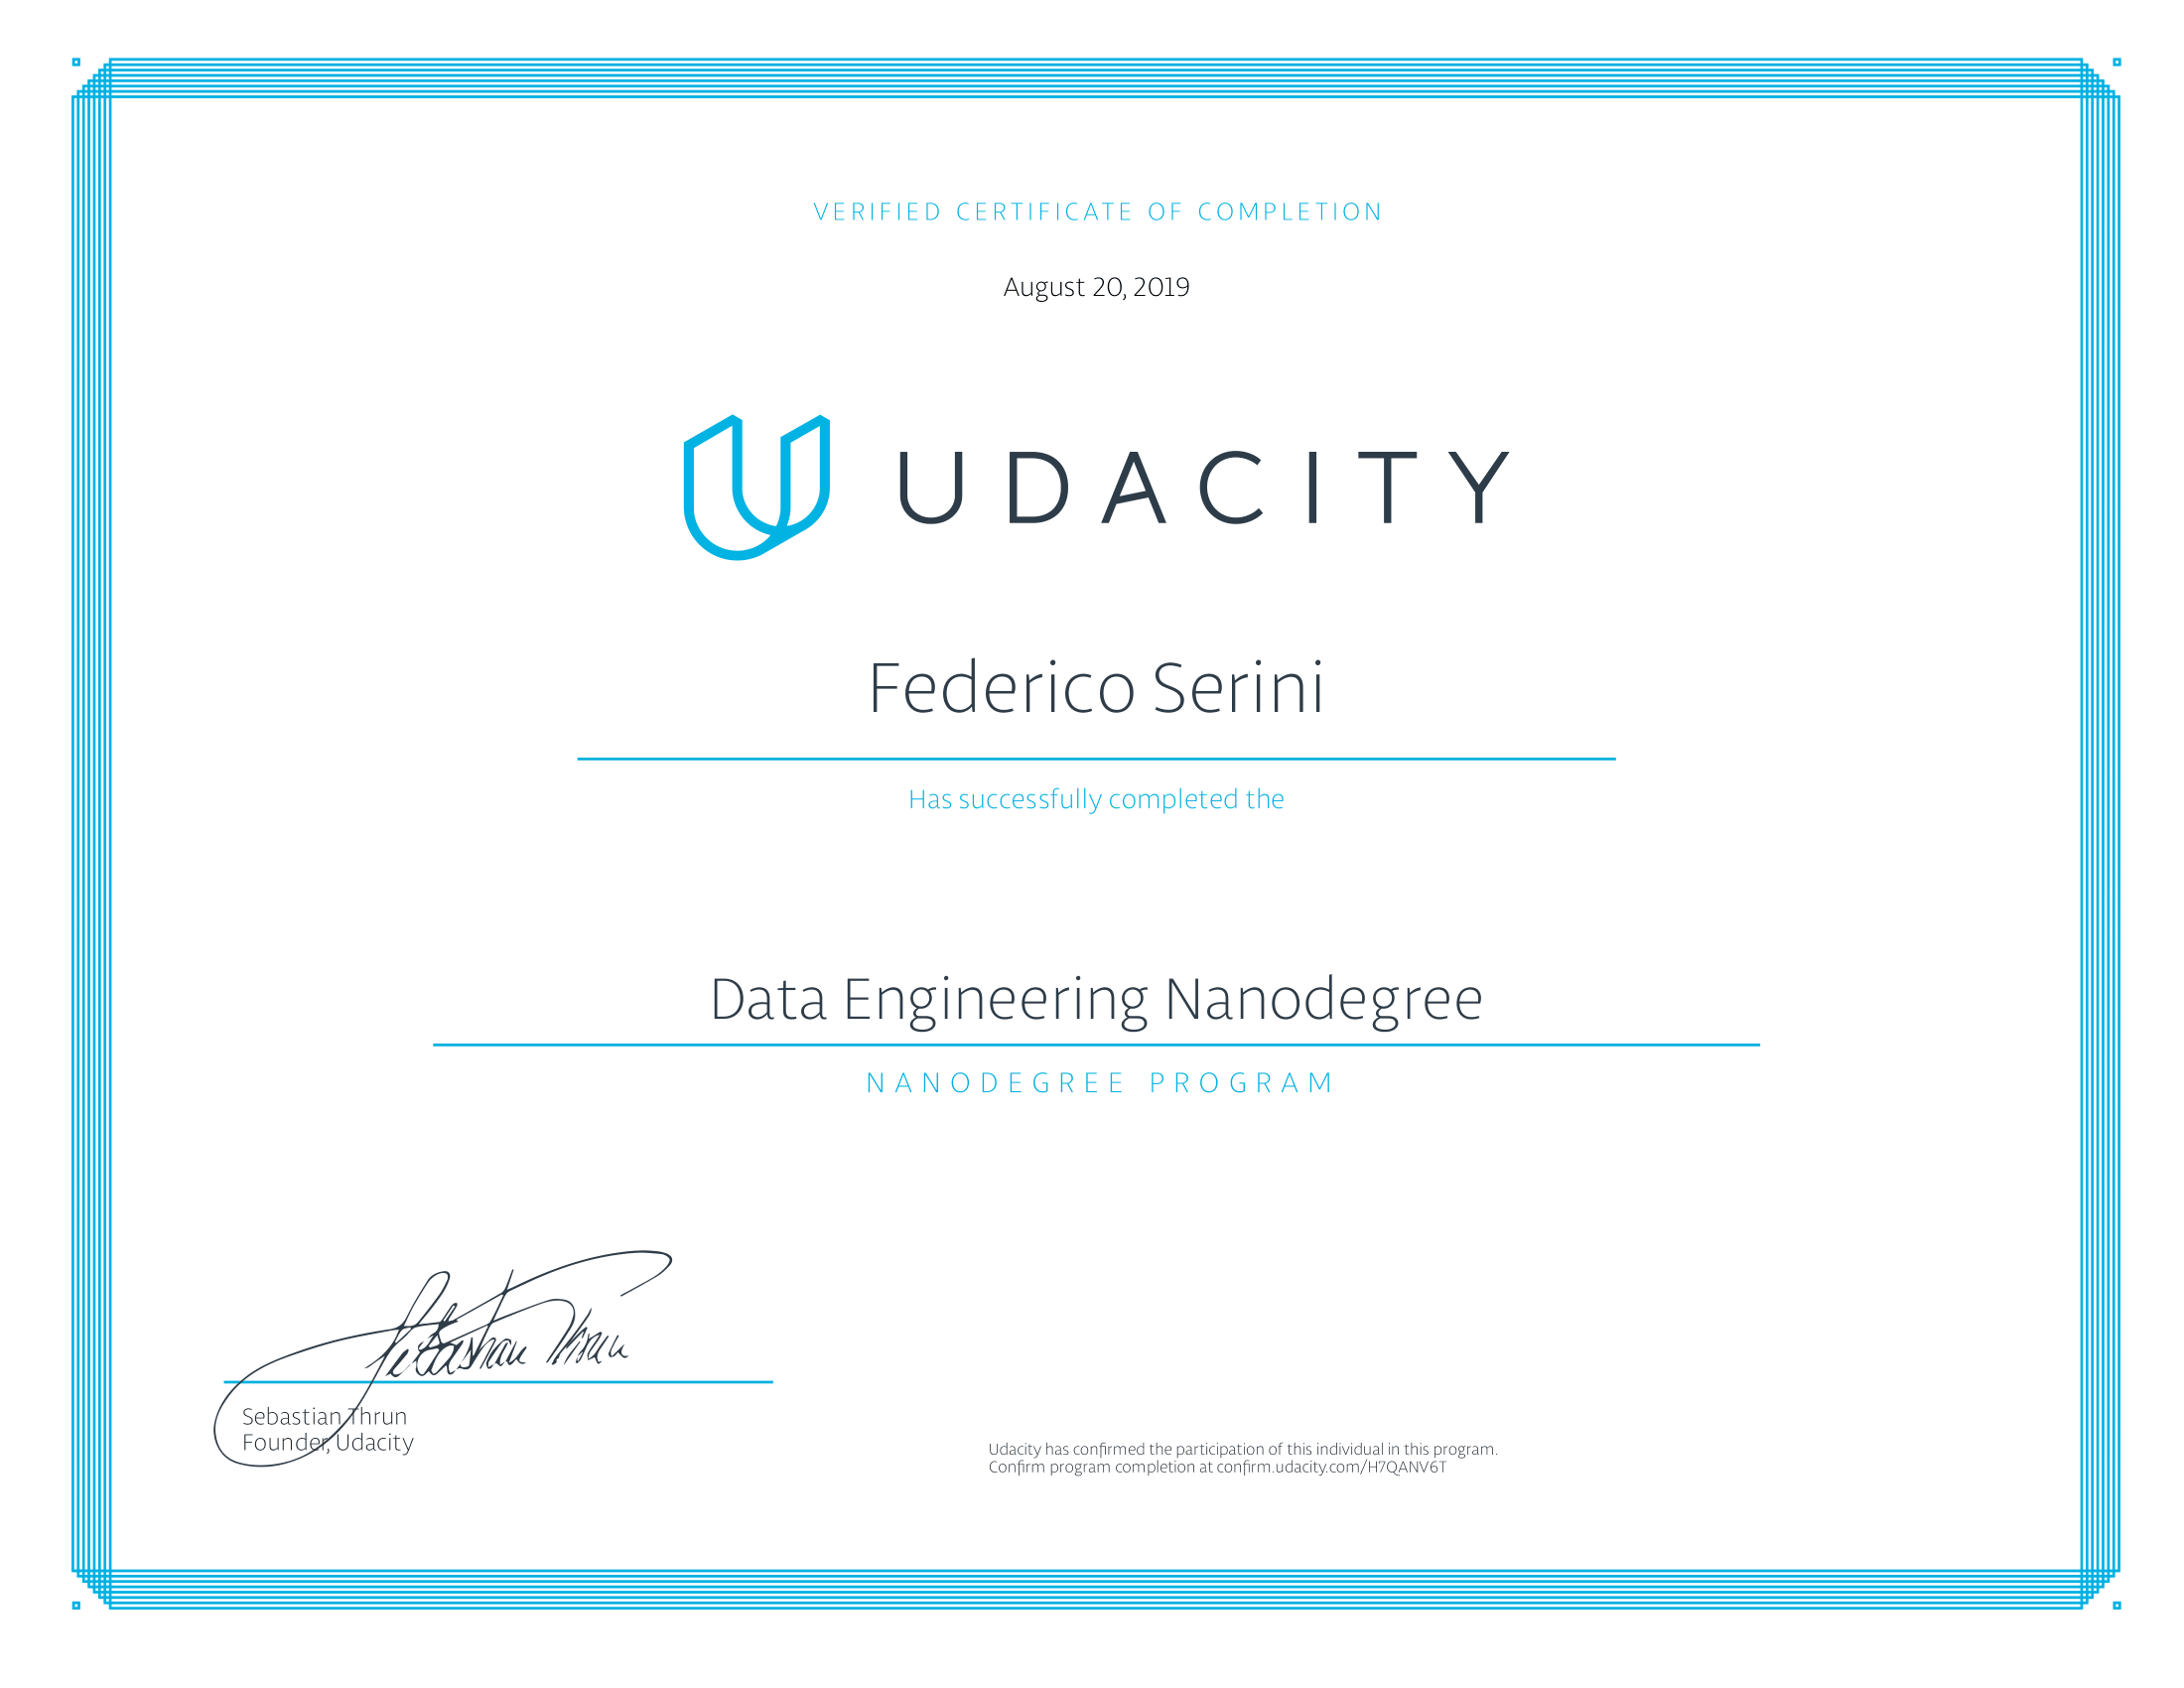 VERIFIED CERTIFICATE OF COMPLETION
August 20, 2019
UDACITY
Federico Serini
Has successfully completed the
Data Engineering Nanodegree
NANODEGREE PROGRAM
Sebastian Thrun
Sebastian Thrun
Founder, Udacity
Udacity has confirmed the participation of this individual in this program.
Confirm program completion at confirm.udacity.com/H7QANV6T